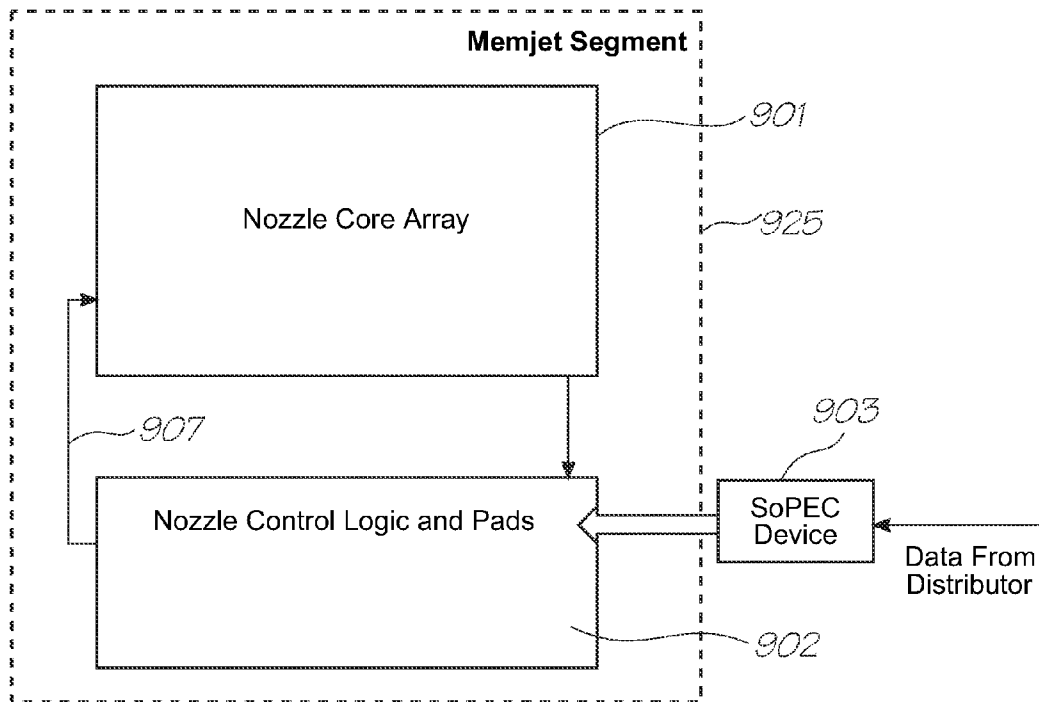 Memjet Segment
901
Nozzle Core Array
925
903
907
Nozzle Control Logic and Pads
SoPEC
Device
Data From
Distributor
902